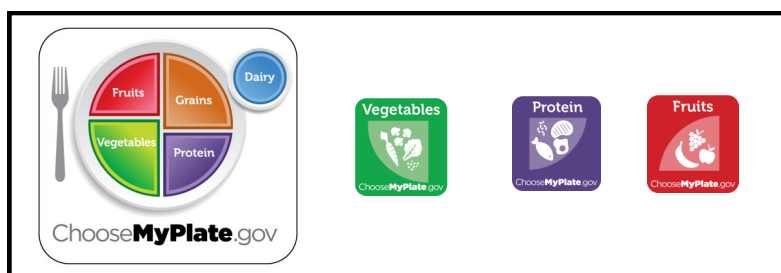 Dairy
Fruits
Grains
Vegetables
Protein
ChooseMyPlate.gov
Vegetables
ChooseMyPlate.gov
Protein
ChooseMyPlate.gov
Fruits
ChooseMyPlate.gov